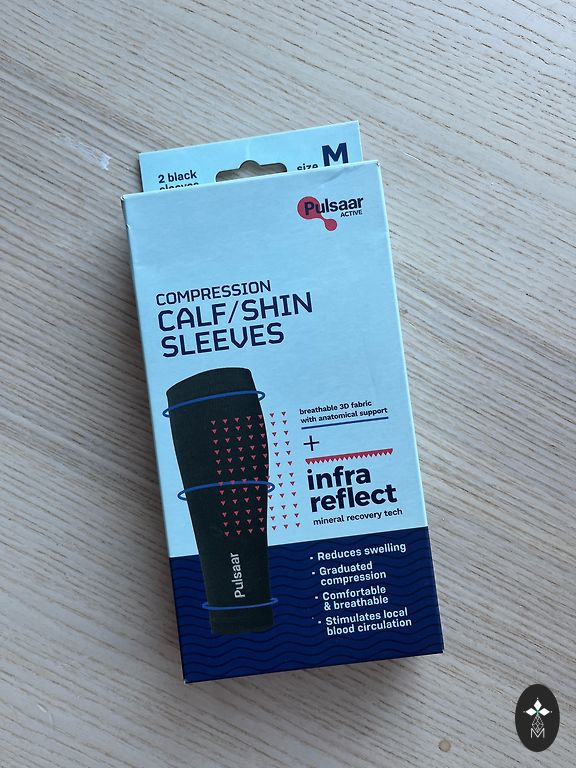 2 black
sleeves
size M
Pulsaar
ACTIVE
COMPRESSION
CALF/SHIN
SLEEVES
breathable 3D fabric
with anatomical support
+
infra
reflect
mineral recovery tech
Pulsaar
• Reduces swelling
• Graduated
compression
• Comfortable
& breathable
• Stimulates local
blood circulation
M